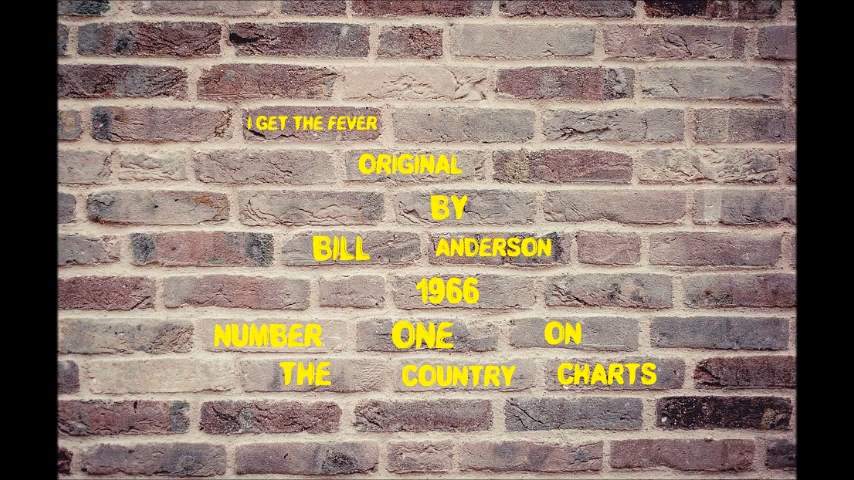 I GET THE FEVER
ORIGINAL
BY
BILL ANDERSON
1966
NUMBER ONE ON
THE COUNTRY CHARTS